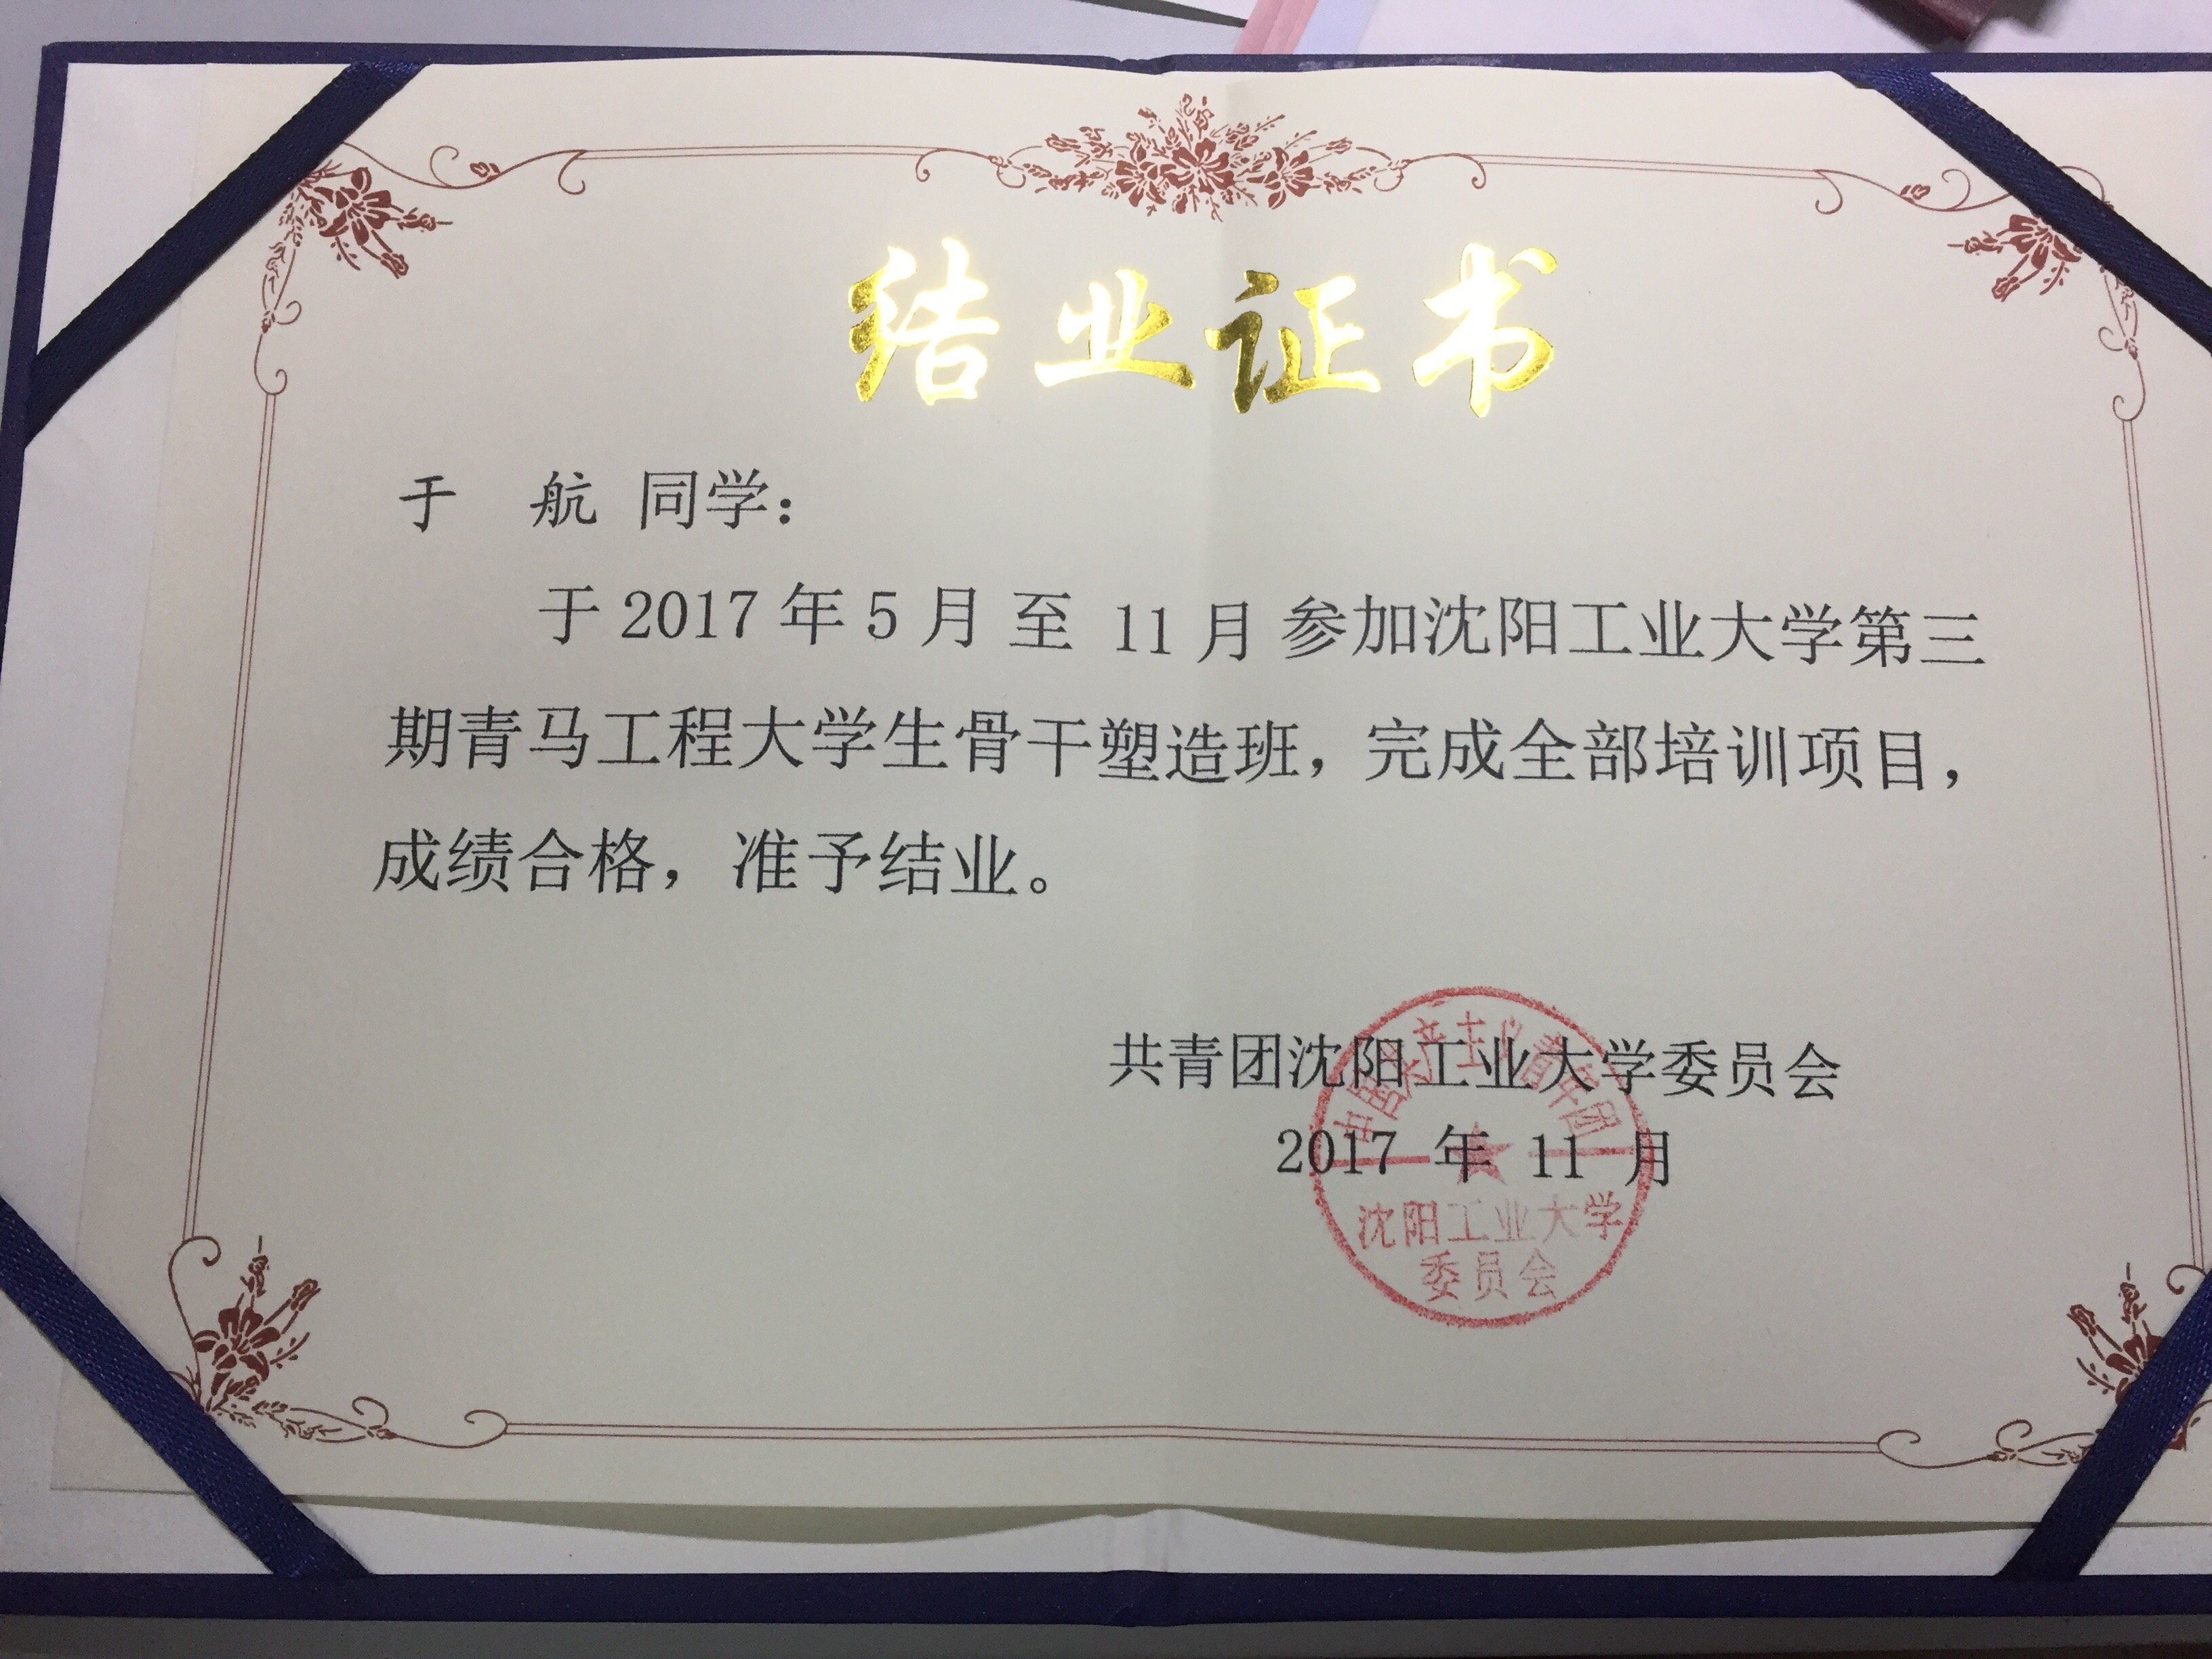 结业证书
于 航 同学：
于 2017 年 5 月 至 11 月 参加沈阳工业大学第三
期青马工程大学生骨干塑造班，完成全部培训项目，
成绩合格，准予结业。
共青团沈阳工业大学委员会
2017 年 11 月
中国共产主义青年团
沈阳工业大学
委员会